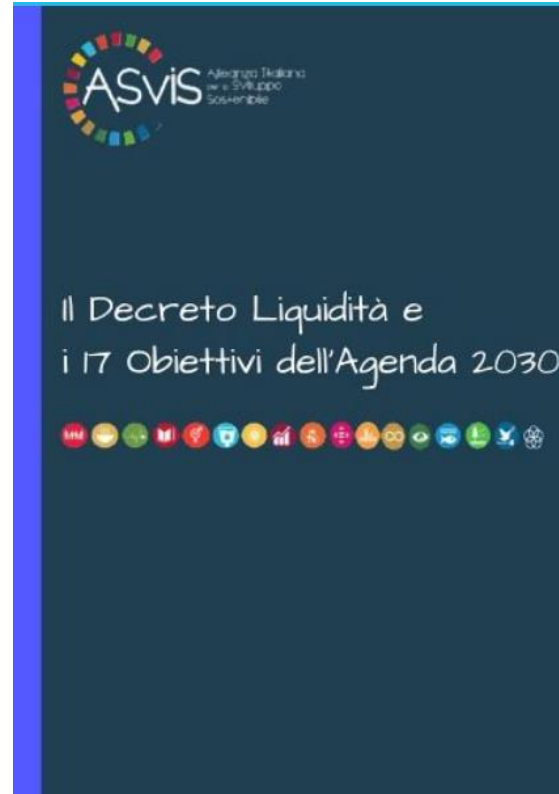 ASviS
Alleanza Italiana
per lo Sviluppo
Sostenibile
Il Decreto Liquidità e
i 17 Obiettivi dell'Agenda 2030